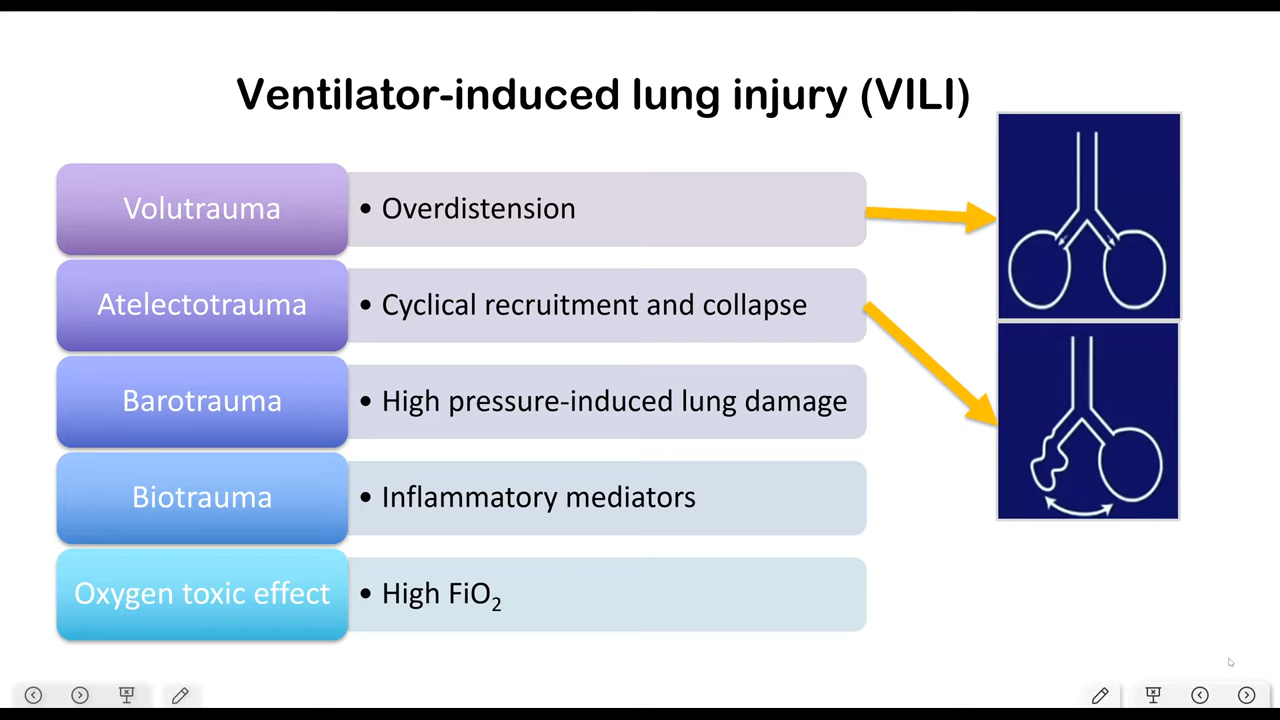 Ventilator-induced lung injury (VILI)
Volutrauma
• Overdistension
Atelectotrauma
• Cyclical recruitment and collapse
Barotrauma
• High pressure-induced lung damage
Biotrauma
• Inflammatory mediators
Oxygen toxic effect
• High FiO₂